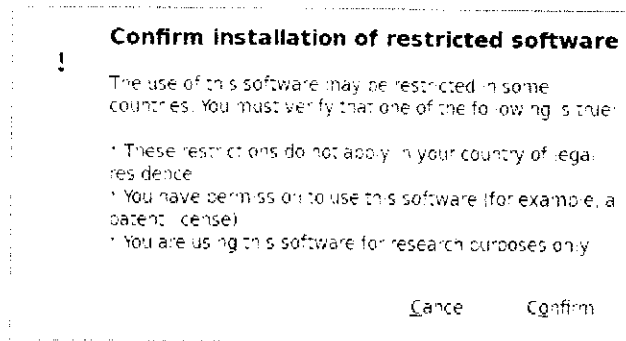 Confirm installation of restricted software
!
The use of this software may be restricted in some
countries. You must verify that one of the following is true:
• These restrictions do not apply in your country of legal
residence
• You have permission to use this software (for example, a
patent license)
• You are using this software for research purposes only
Cancel Confirm